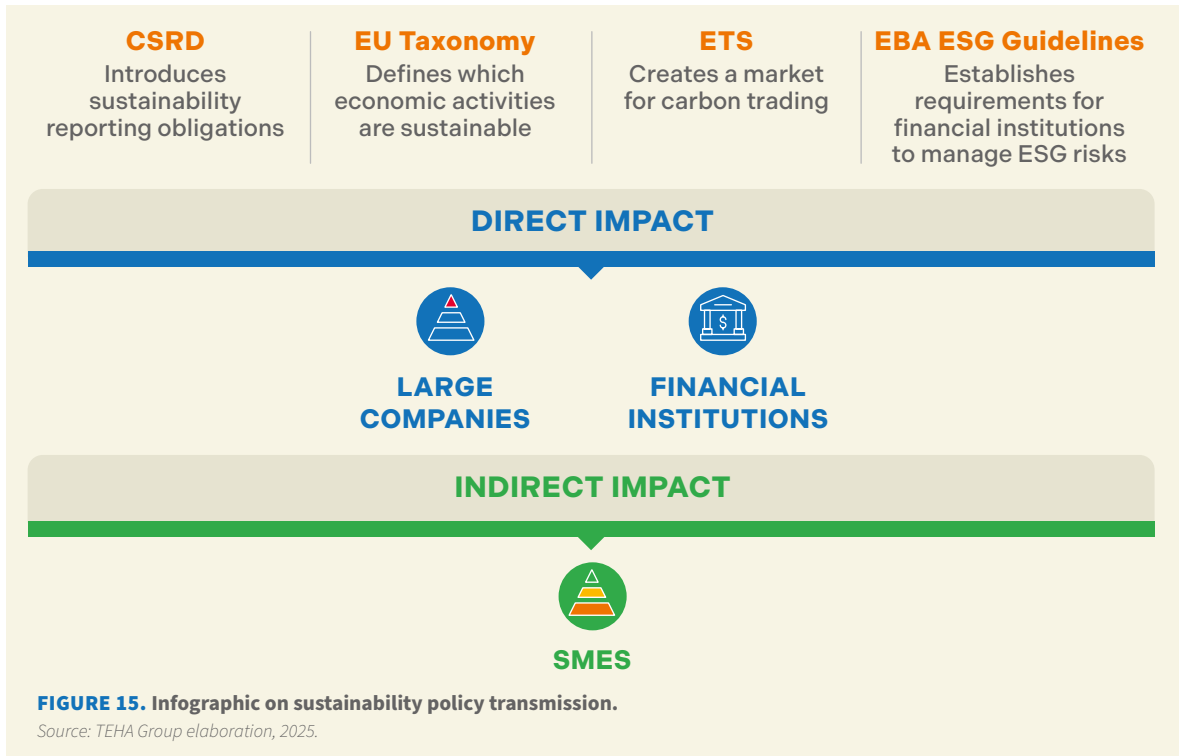 CSRD
Introduces
sustainability
reporting obligations
EU Taxonomy
Defines which
economic activities
are sustainable
ETS
Creates a market
for carbon trading
EBA ESG Guidelines
Establishes
requirements for
financial institutions
to manage ESG risks
DIRECT IMPACT
$
LARGE
COMPANIES
FINANCIAL
INSTITUTIONS
INDIRECT IMPACT
SMES
FIGURE 15. Infographic on sustainability policy transmission.
Source: TEHA Group elaboration, 2025.